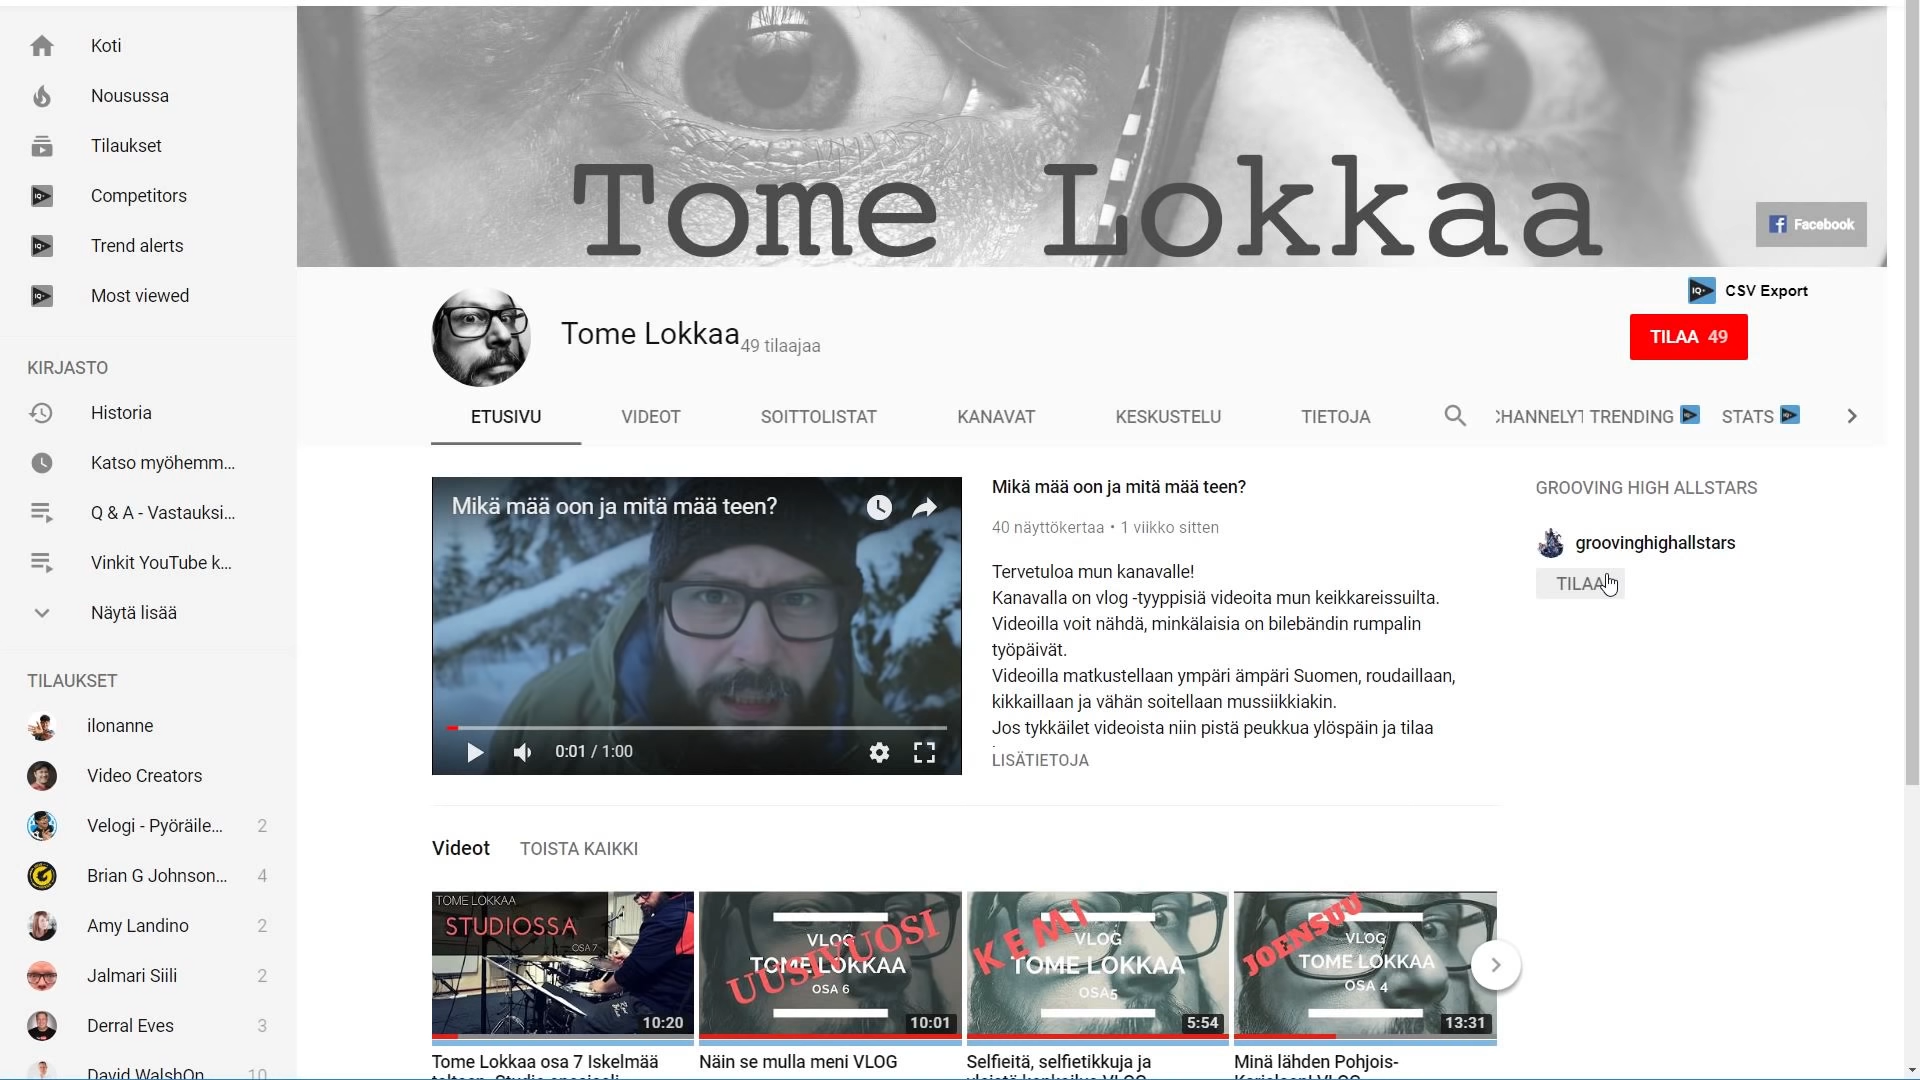 Koti
Nousussa
Tilaukset
Competitors
Trend alerts
Most viewed
KIRJASTO
Historia
Katso myöhemm...
Q & A - Vastauksi...
Vinkit YouTube k...
Näytä lisää
TILAUKSET
ilonanne
Video Creators
Velogi - Pyöräile... 2
Brian G Johnson... 4
Amy Landino 2
Jalmari Siili 2
Derral Eves 3
David WalshOn 10
Tome Lokkaa
Facebook
CSV Export
Tome Lokkaa 49 tilaajaa
TILAA 49
ETUSIVU VIDEOT SOITTOLISTAT KANAVAT KESKUSTELU TIETOJA TRENDING STATS
Mikä mää oon ja mitä mää teen?
0:01 / 1:00
Mikä mää oon ja mitä mää teen?
40 näyttökertaa • 1 viikko sitten
Tervetuloa mun kanavalle!
Kanavalla on vlog -tyyppisiä videoita mun keikkareissuilta.
Videoilla voit nähdä, minkälaisia on bilebändin rumpalin
työpäivät.
Videoilla matkustellaan ympäri ämpäri Suomen, roudaillaan,
kikkaillaan ja vähän soitellaan mussiikkiakin.
Jos tykkäilet videoista niin pistä peukkua ylöspäin ja tilaa
LISÄTIETOJA
GROOVING HIGH ALLSTARS
groovinghighallstars
TILAA
Videot TOISTA KAIKKI
TOME LOKKAA
STUDIOSSA
OSA 7
10:20
Tome Lokkaa osa 7 Iskelmää
VLOG
UUSIVUOSI
TOME LOKKAA
OSA 6
10:01
Näin se mulla meni VLOG
KEMI
VLOG
TOME LOKKAA
OSA5
5:54
Selfieitä, selfietikkuja ja
JOENSUU
VLOG
TOME LOKKAA
OSA 4
13:31
Minä lähden Pohjois-